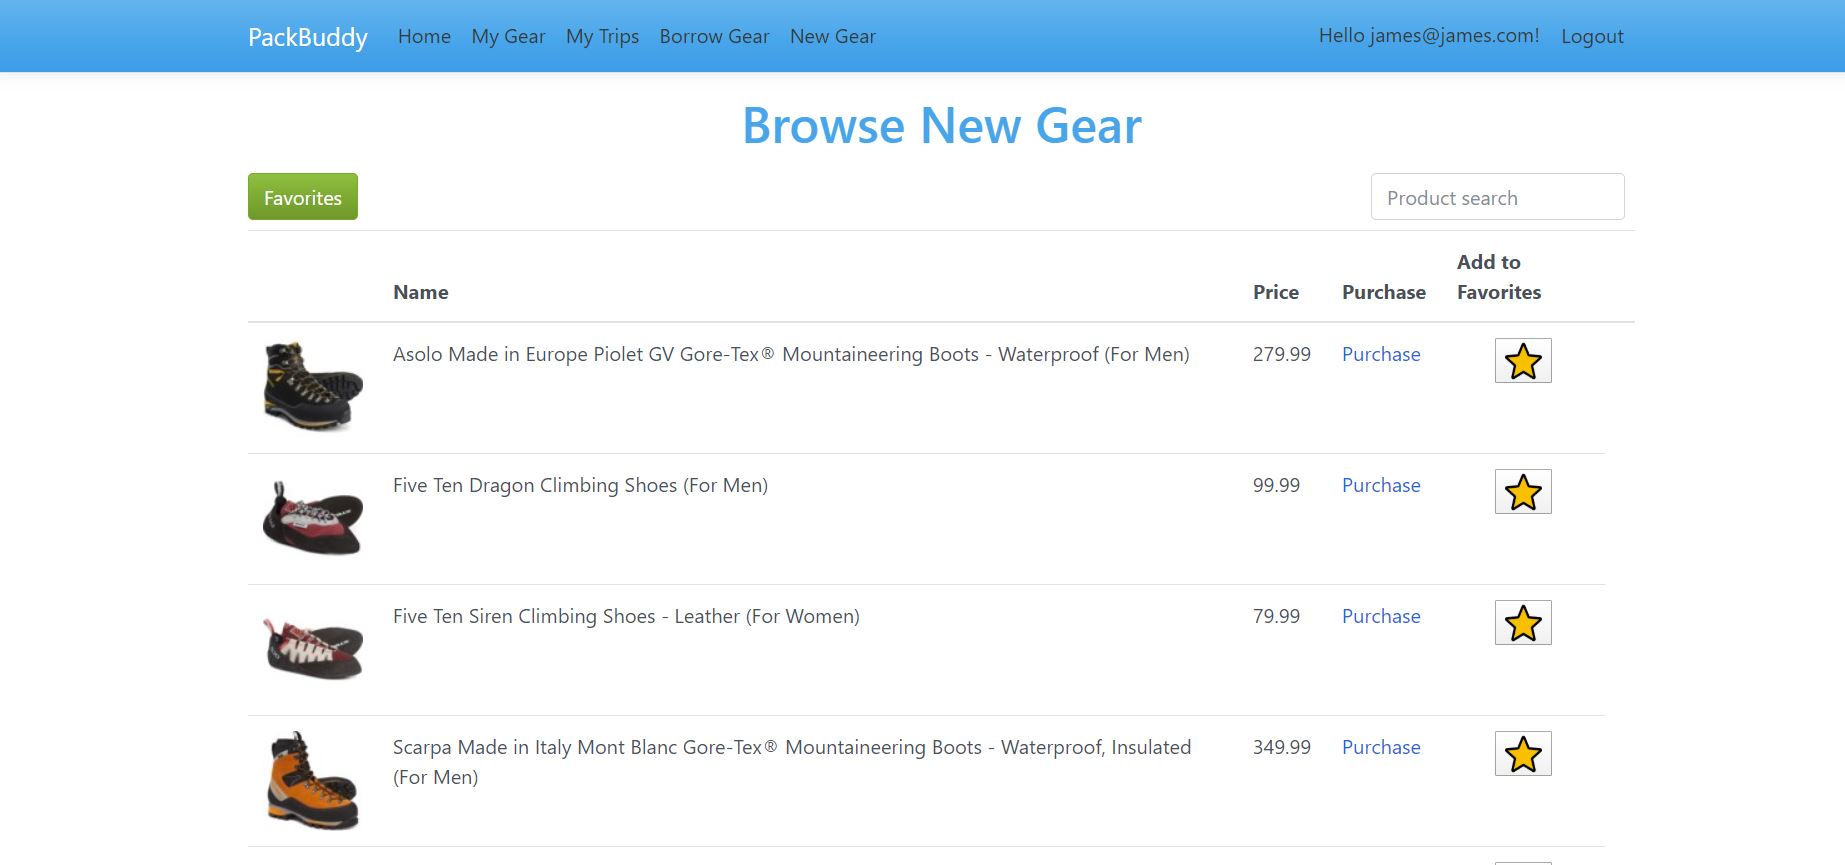 PackBuddy Home My Gear My Trips Borrow Gear New Gear Hello james@james.com! Logout
Browse New Gear
Favorites Product search
Name Price Purchase Add to
Favorites
Asolo Made in Europe Piolet GV Gore-Tex® Mountaineering Boots - Waterproof (For Men) 279.99 Purchase
Five Ten Dragon Climbing Shoes (For Men) 99.99 Purchase
Five Ten Siren Climbing Shoes - Leather (For Women) 79.99 Purchase
Scarpa Made in Italy Mont Blanc Gore-Tex® Mountaineering Boots - Waterproof, Insulated 349.99 Purchase
(For Men)